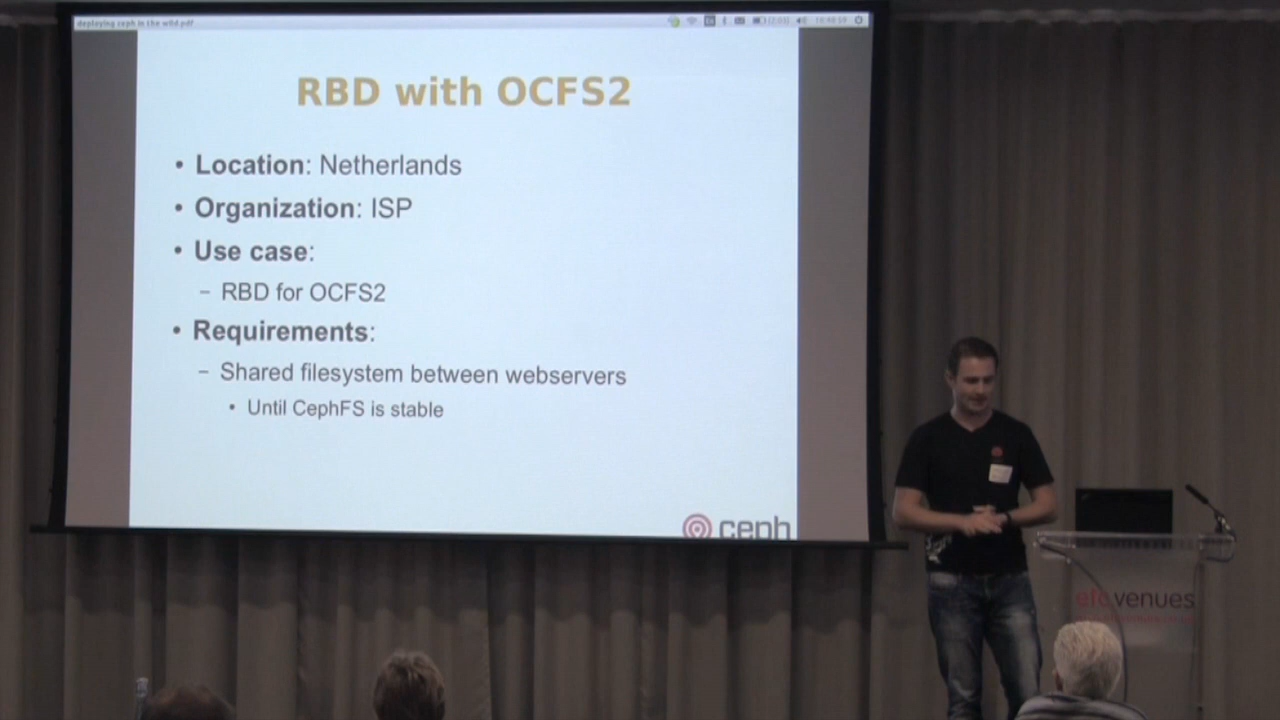 deploying ceph in the wild.pdf
RBD with OCFS2
• Location: Netherlands
• Organization: ISP
• Use case:
– RBD for OCFS2
• Requirements:
– Shared filesystem between webservers
• Until CephFS is stable
ceph
etc.venues